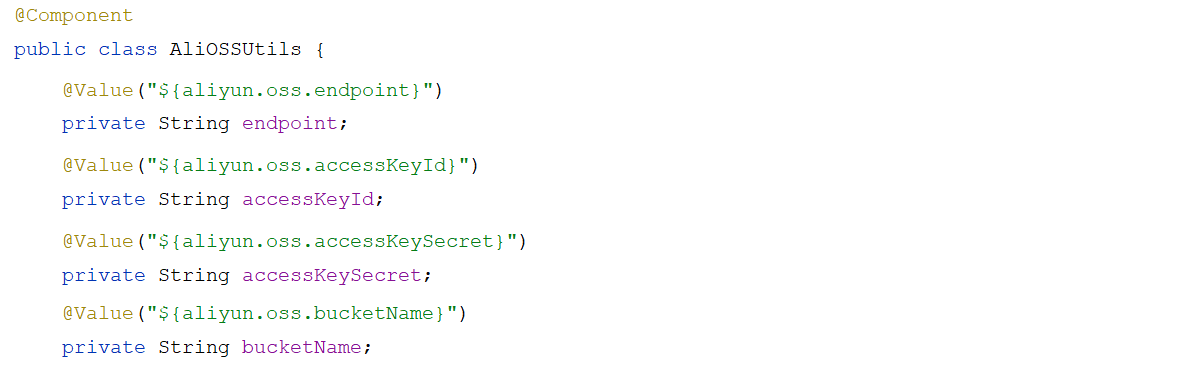 @Component
public class AliOSSUtils {
@Value("${aliyun.oss.endpoint}")
private String endpoint;
@Value("${aliyun.oss.accessKeyId}")
private String accessKeyId;
@Value("${aliyun.oss.accessKeySecret}")
private String accessKeySecret;
@Value("${aliyun.oss.bucketName}")
private String bucketName;